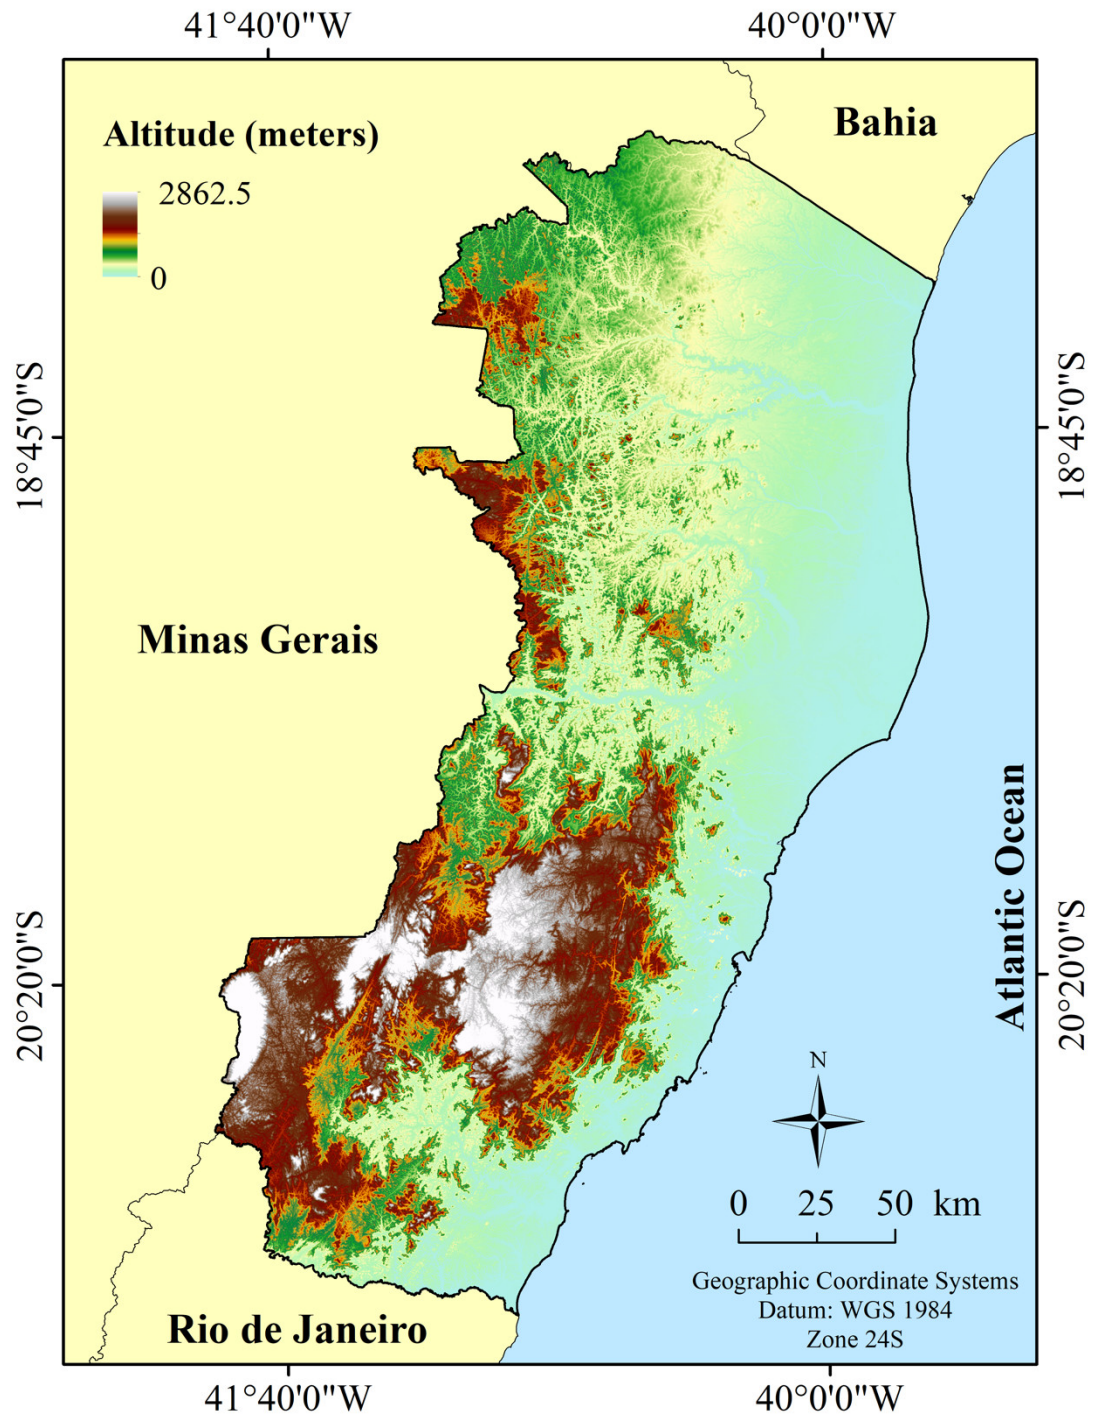 41°40'0"W
40°0'0"W
Bahia
Altitude (meters)
2862.5
0
18°45'0"S
18°45'0"S
Minas Gerais
Atlantic Ocean
20°20'0"S
20°20'0"S
N
0 25 50 km
Geographic Coordinate Systems
Datum: WGS 1984
Zone 24S
Rio de Janeiro
41°40'0"W
40°0'0"W